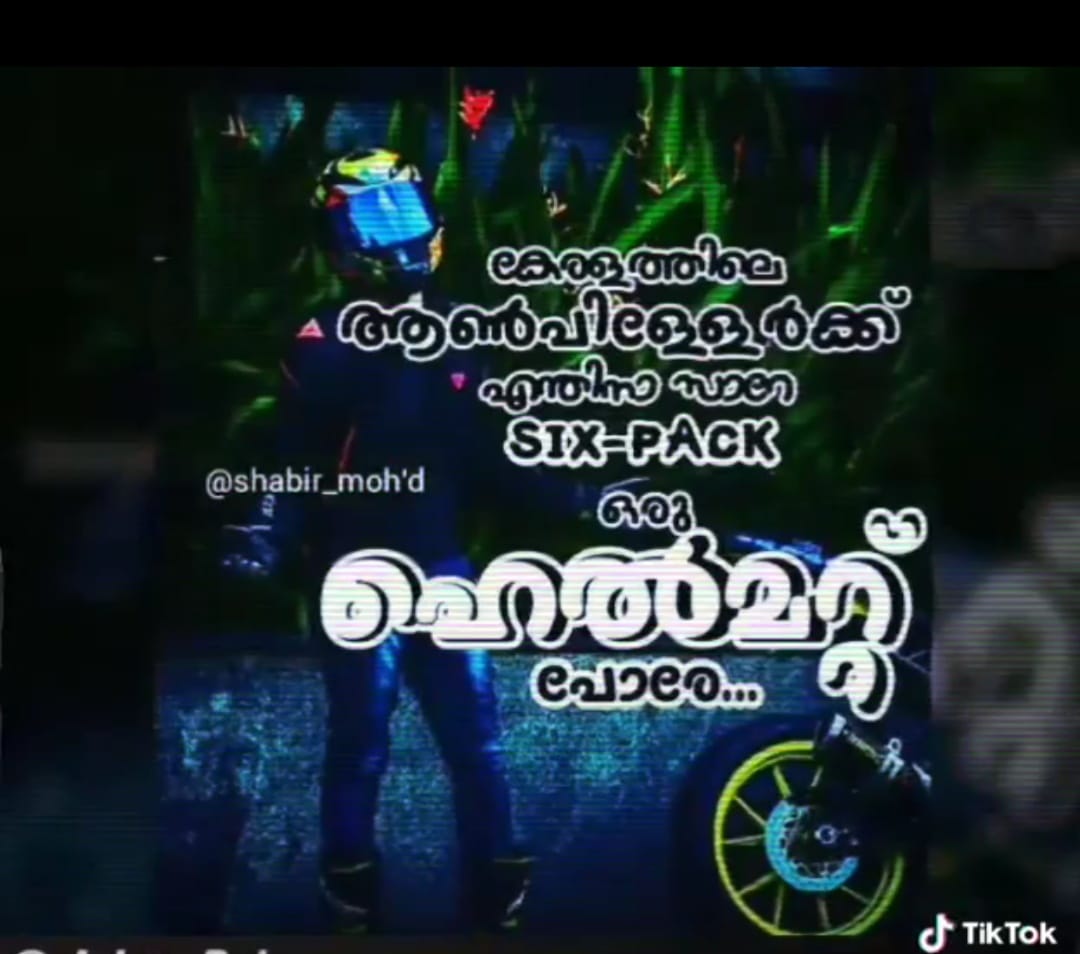 കേരളത്തിലെ
ആൺപിള്ളേർക്ക്
എന്തിനാ സാറേ
SIX-PACK
@shabir_moh'd
ഒരു
ഹെൽമറ്റ്
പോരേ...
TikTok